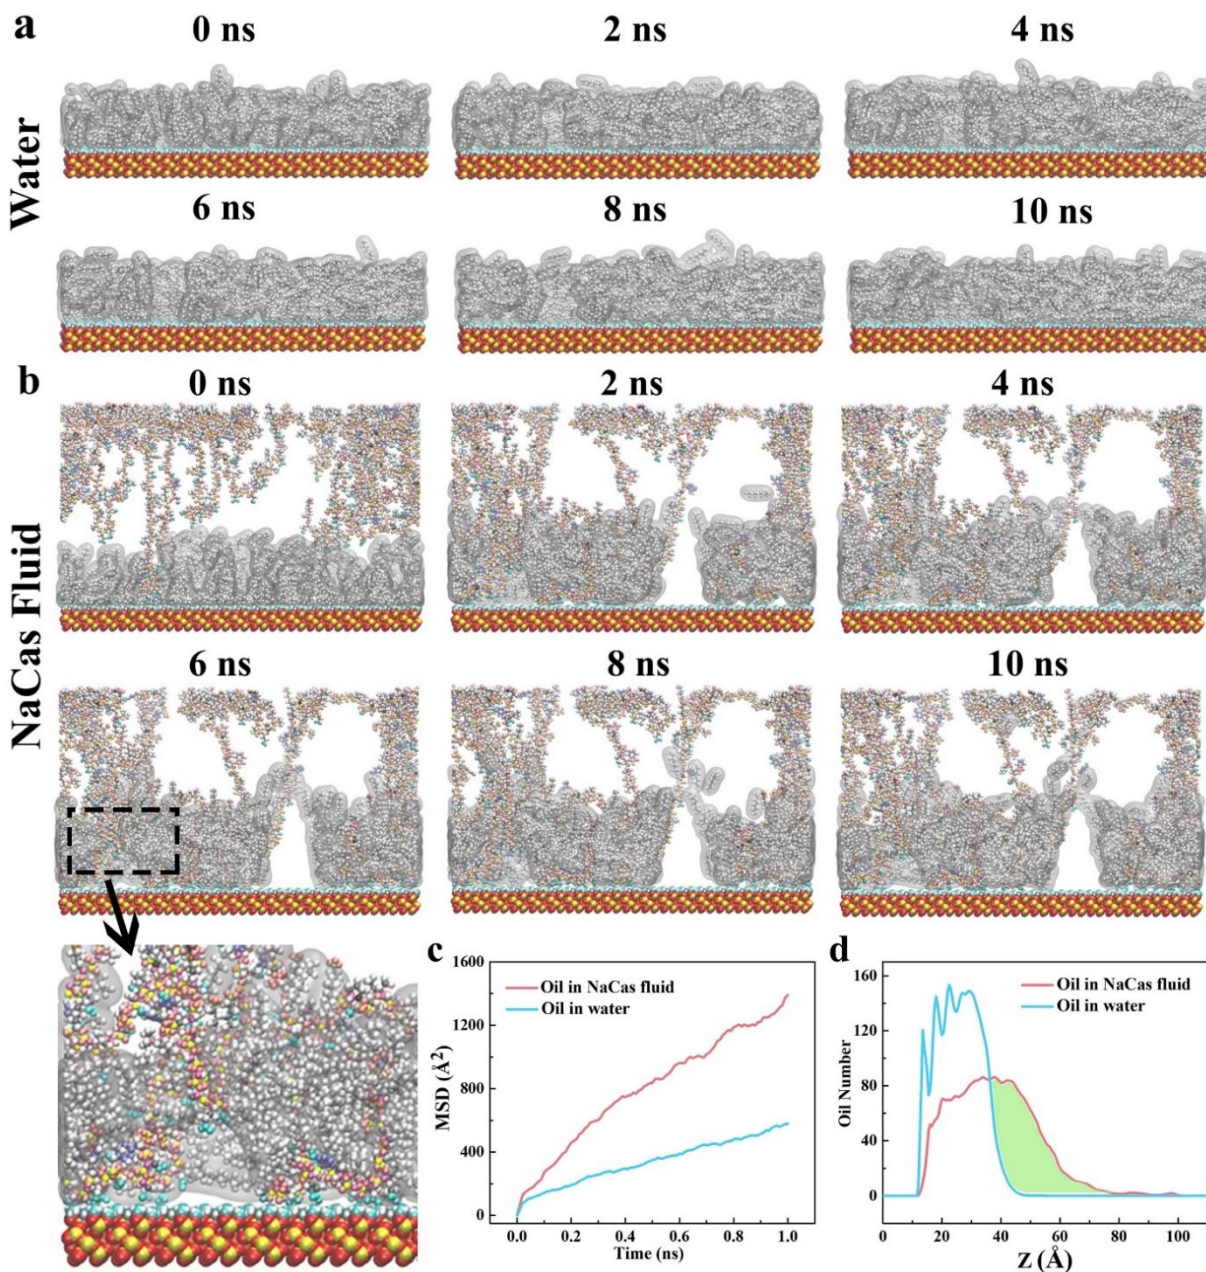 a
0 ns 2 ns 4 ns
Water
6 ns 8 ns 10 ns
b
0 ns 2 ns 4 ns
NaCas Fluid
6 ns 8 ns 10 ns
c
1600
1200
800
400
0
MSD (Å²)
Oil in NaCas fluid
Oil in water
0.0 0.2 0.4 0.6 0.8 1.0
Time (ns)
d
160
120
80
40
0
Oil Number
Oil in NaCas fluid
Oil in water
0 20 40 60 80 100
Z (Å)